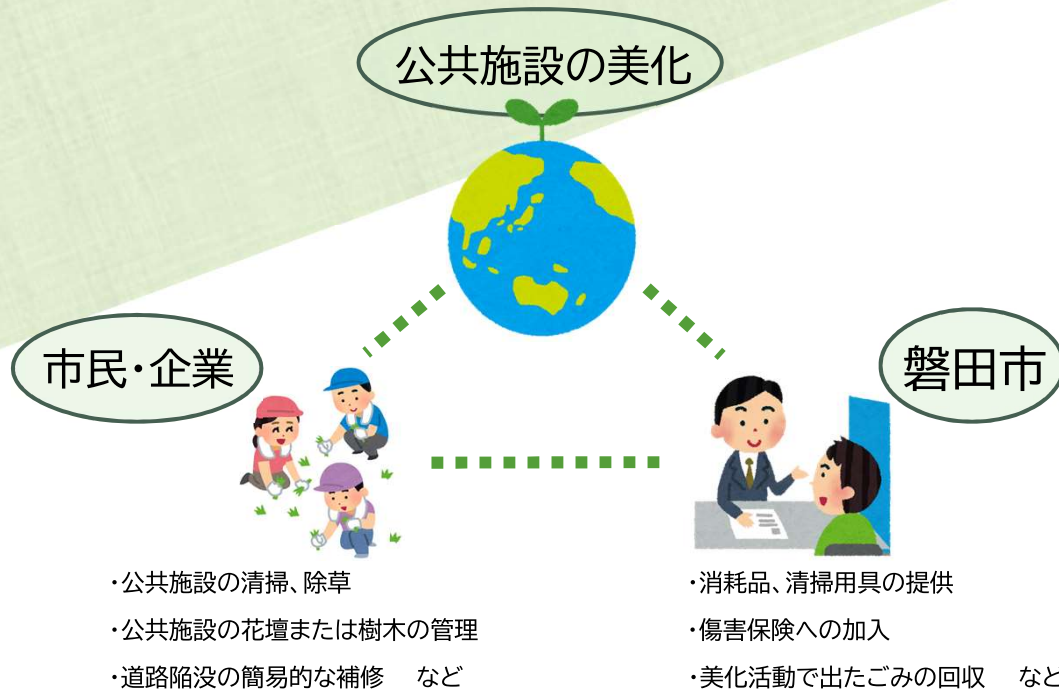 公共施設の美化
市民・企業
磐田市
・公共施設の清掃、除草
・公共施設の花壇または樹木の管理
・道路陥没の簡易的な補修　など
・消耗品、清掃用具の提供
・傷害保険への加入
・美化活動で出たごみの回収　など